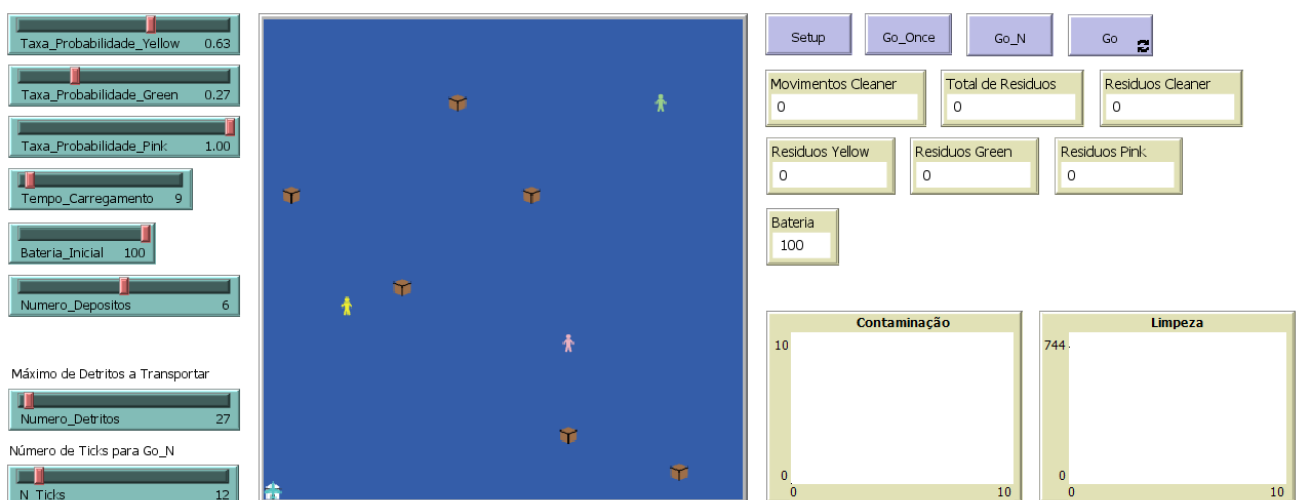 Taxa_Probabilidade_Yellow 0.63
Taxa_Probabilidade_Green 0.27
Taxa_Probabilidade_Pink 1.00
Tempo_Carregamento 9
Bateria_Inicial 100
Numero_Depositos 6
Máximo de Detritos a Transportar
Numero_Detritos 27
Número de Ticks para Go_N
N_Ticks 12
Setup Go_Once Go_N Go
Movimentos Cleaner Total de Residuos Residuos Cleaner
0 0 0
Residuos Yellow Residuos Green Residuos Pink
0 0 0
Bateria
100
Contaminação
10
0
0 10
Limpeza
744
0
0 10